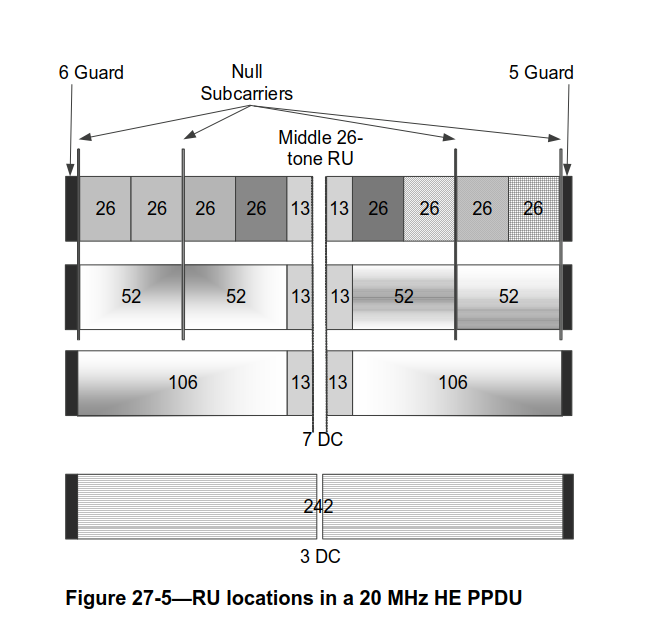 6 Guard
Null
Subcarriers
5 Guard
Middle 26-
tone RU
26 26 26 26 13 13 26 26 26 26
52 52 13 13 52 52
106 13 13 106
7 DC
242
3 DC
Figure 27-5—RU locations in a 20 MHz HE PPDU